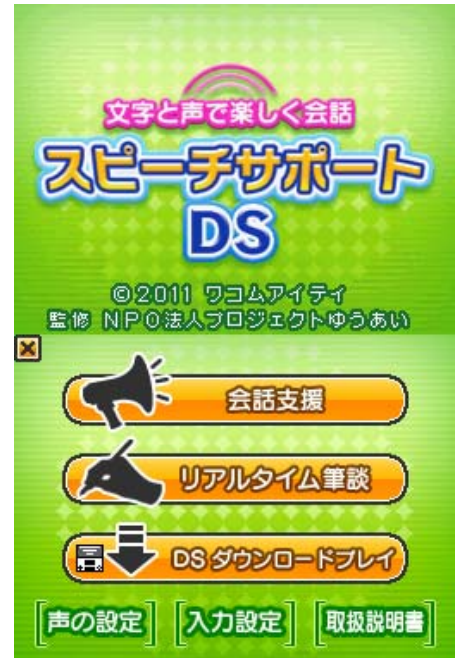 文字と声で楽しく会話
スピーチサポート
DS
©2011 ワコムアイティ
監修 NPO法人プロジェクトゆうあい
会話支援
リアルタイム筆談
DSダウンロードプレイ
声の設定 入力設定 取扱説明書